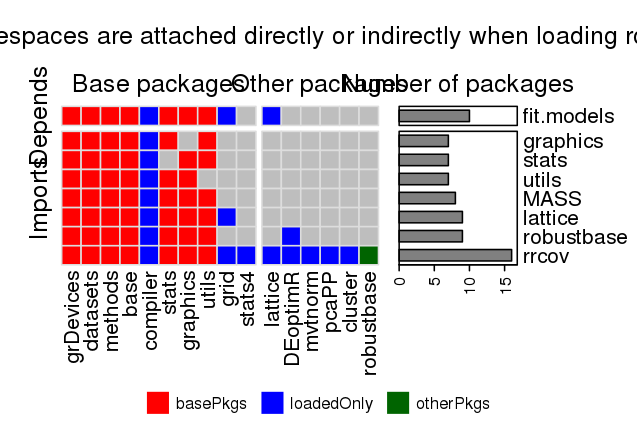 espaces are attached directly or indirectly when loading ro
Base packages
Other packages
Number of packages
Depends
Imports
fit.models
graphics
stats
utils
MASS
lattice
robustbase
rrcov
grDevices
datasets
methods
base
compiler
stats
graphics
utils
grid
stats4
lattice
DEoptimR
mvtnorm
pcaPP
cluster
robustbase
0
5
10
15
basePkgs
loadedOnly
otherPkgs